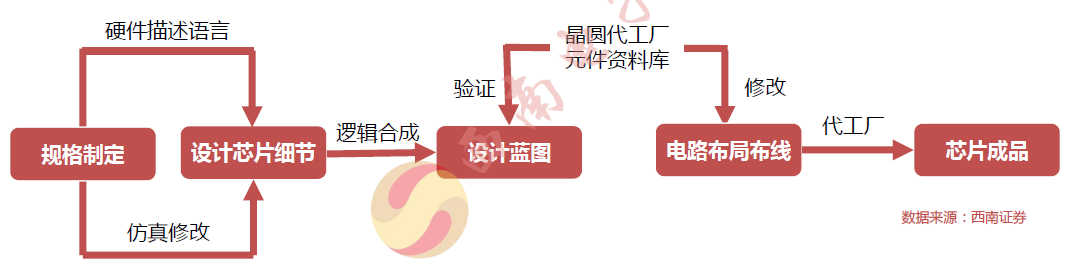 硬件描述语言
晶圆代工厂
元件资料库
验证
修改
规格制定
设计芯片细节
逻辑合成
设计蓝图
电路布局布线
代工厂
芯片成品
仿真修改
数据来源：西南证券